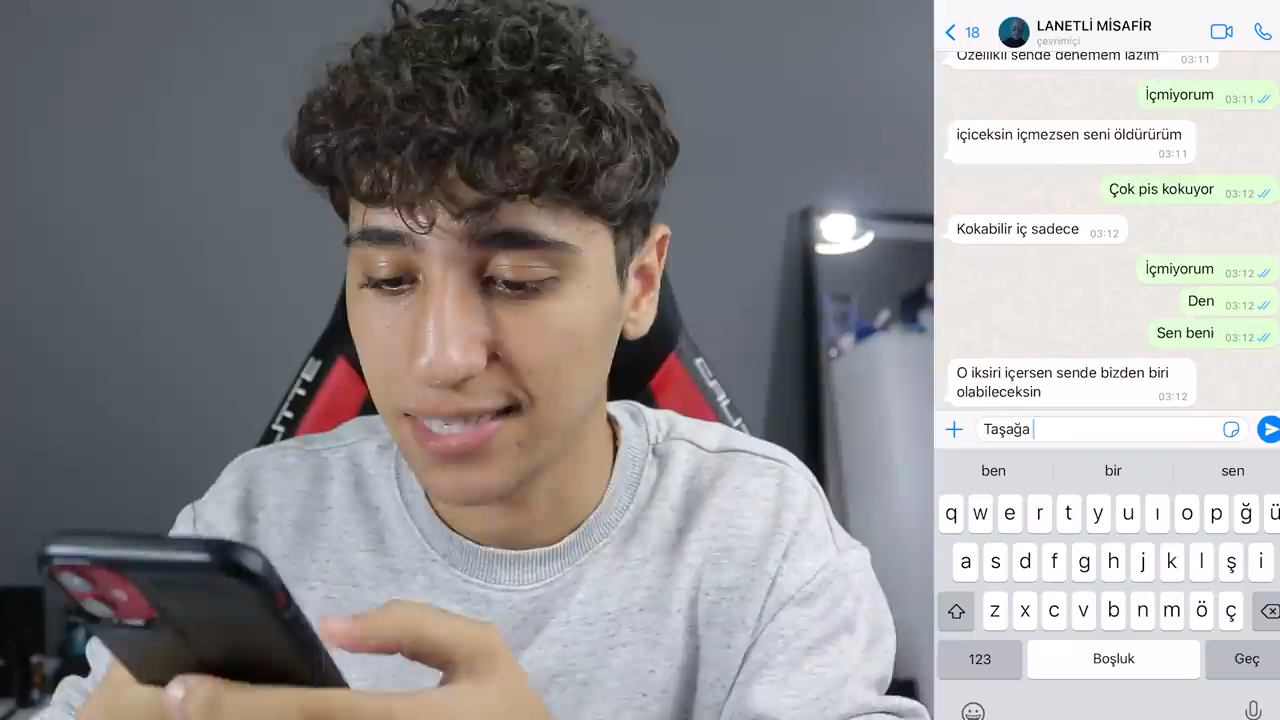 18
LANETLİ MİSAFİR
çevrimiçi
Özellikli sende denemem lazım 03:11
İçmiyorum 03:11
içiceksin içmezsen seni öldürürüm
03:11
Çok pis kokuyor 03:12
Kokabilir iç sadece 03:12
İçmiyorum 03:12
Den 03:12
Sen beni 03:12
O iksiri içersen sende bizden biri
olabileceksin 03:12
Taşağa
ben bir sen
q w e r t y u ı o p ğ ü
a s d f g h j k l ş i
z x c v b n m ö ç
123 Boşluk Geç